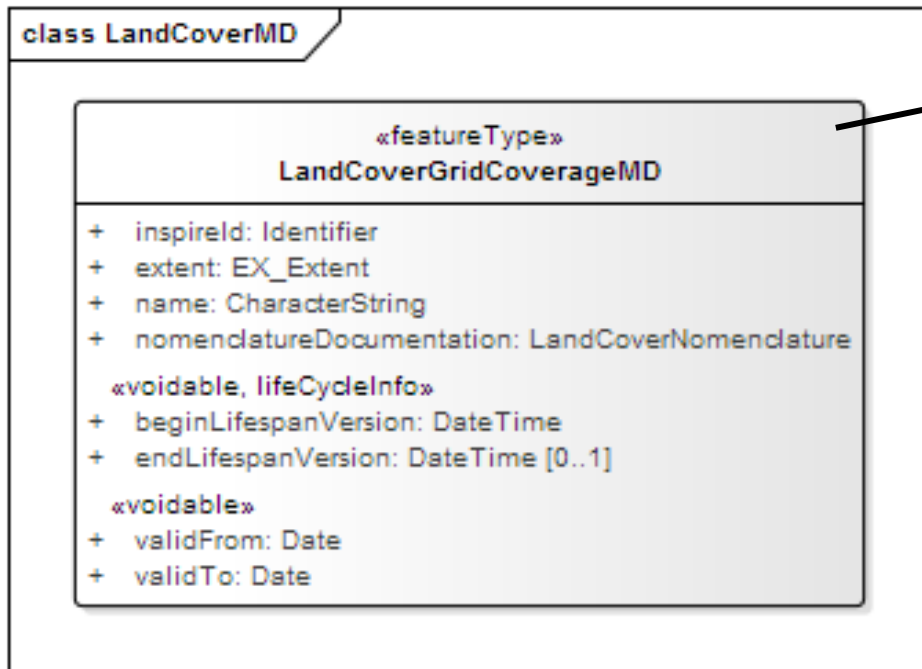 class LandCoverMD
«featureType»
LandCoverGridCoverageMD
+ inspireId: Identifier
+ extent: EX_Extent
+ name: CharacterString
+ nomenclatureDocumentation: LandCoverNomenclature
«voidable, lifeCycleInfo»
+ beginLifespanVersion: DateTime
+ endLifespanVersion: DateTime [0..1]
«voidable»
+ validFrom: Date
+ validTo: Date